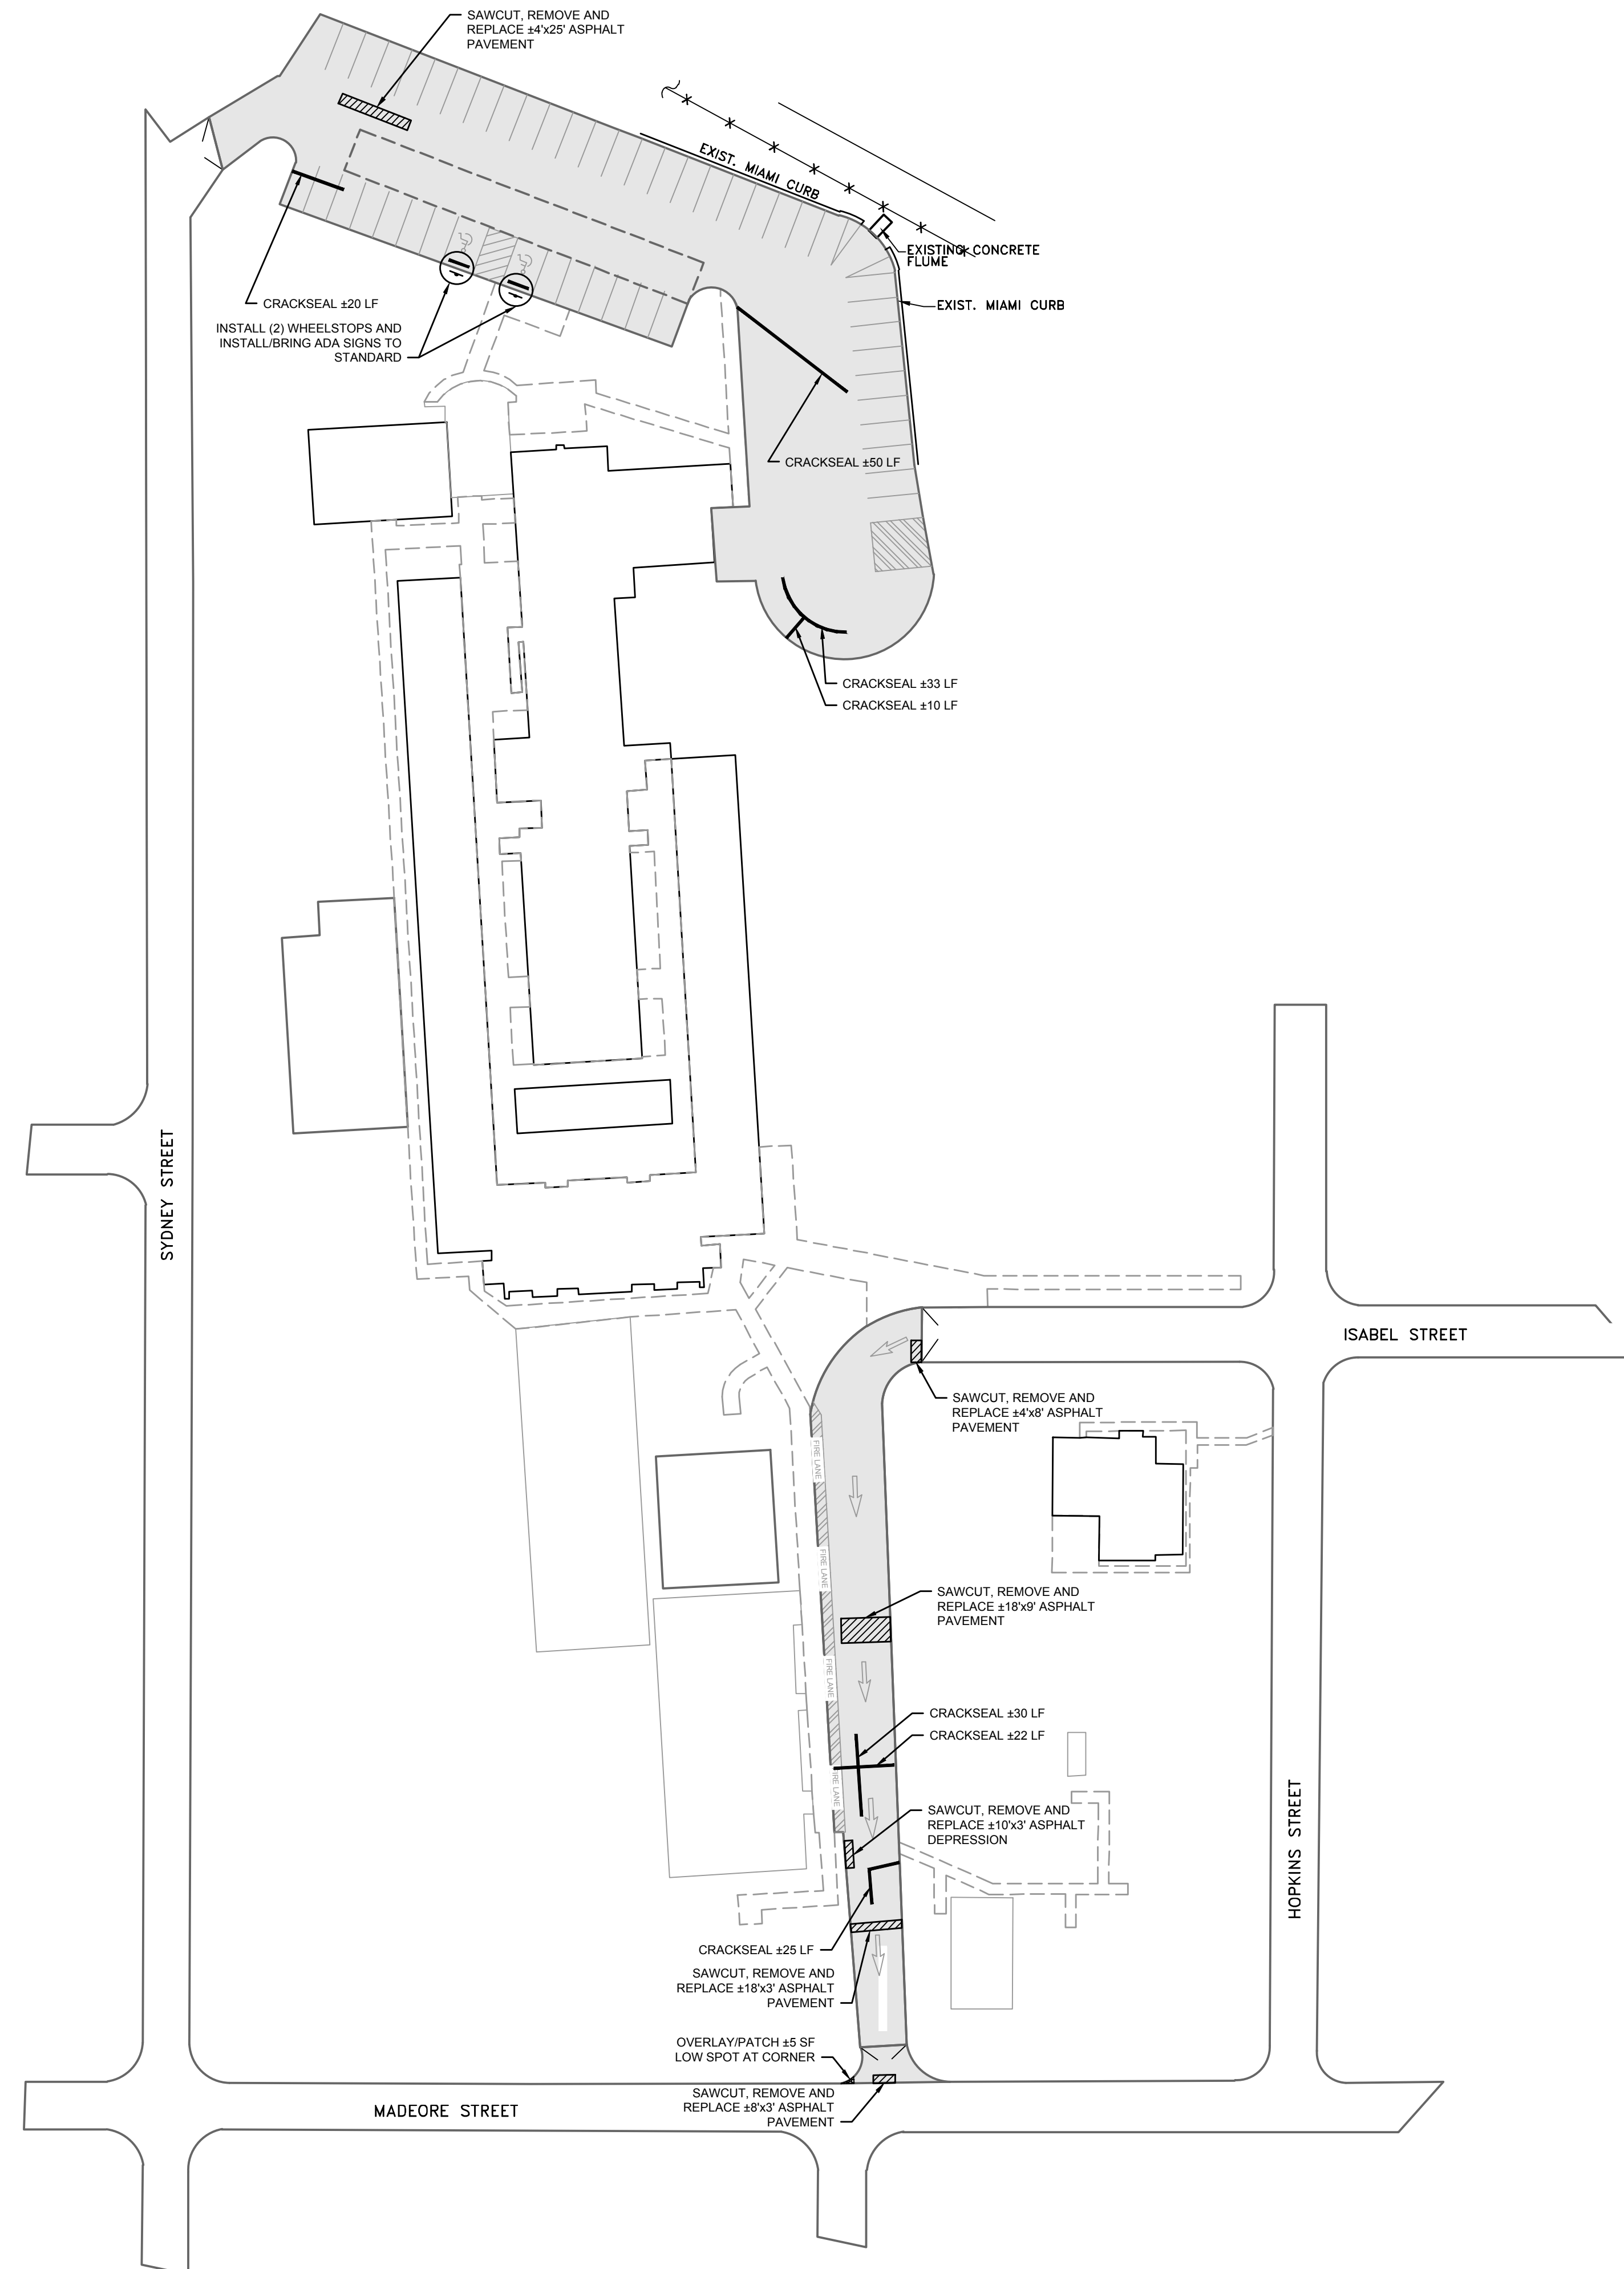 SAWCUT, REMOVE AND
REPLACE ±4'x25' ASPHALT
PAVEMENT
EXIST. MIAMI CURB
EXISTING CONCRETE
FLUME
EXIST. MIAMI CURB
CRACKSEAL ±20 LF
INSTALL (2) WHEELSTOPS AND
INSTALL/BRING ADA SIGNS TO
STANDARD
CRACKSEAL ±50 LF
CRACKSEAL ±33 LF
CRACKSEAL ±10 LF
SYDNEY STREET
ISABEL STREET
SAWCUT, REMOVE AND
REPLACE ±4'x8' ASPHALT
PAVEMENT
FIRE LANE
FIRE LANE
SAWCUT, REMOVE AND
REPLACE ±18'x9' ASPHALT
PAVEMENT
FIRE LANE
CRACKSEAL ±30 LF
CRACKSEAL ±22 LF
FIRE LANE
SAWCUT, REMOVE AND
REPLACE ±10'x3' ASPHALT
DEPRESSION
HOPKINS STREET
CRACKSEAL ±25 LF
SAWCUT, REMOVE AND
REPLACE ±18'x3' ASPHALT
PAVEMENT
OVERLAY/PATCH ±5 SF
LOW SPOT AT CORNER
SAWCUT, REMOVE AND
REPLACE ±8'x3' ASPHALT
PAVEMENT
MADEORE STREET